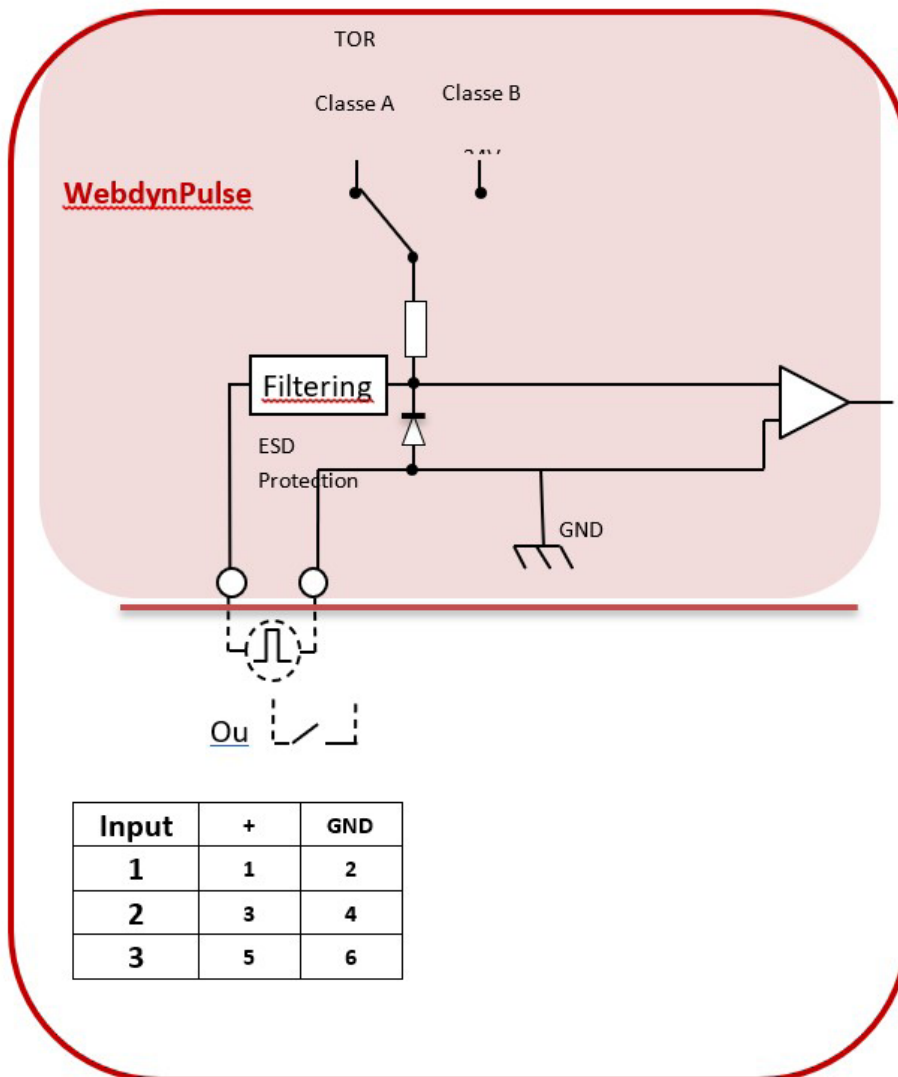 TOR
Classe A
Classe B
WebdynPulse
Filtering
ESD
Protection
GND
Ou
Input + GND
1 1 2
2 3 4
3 5 6